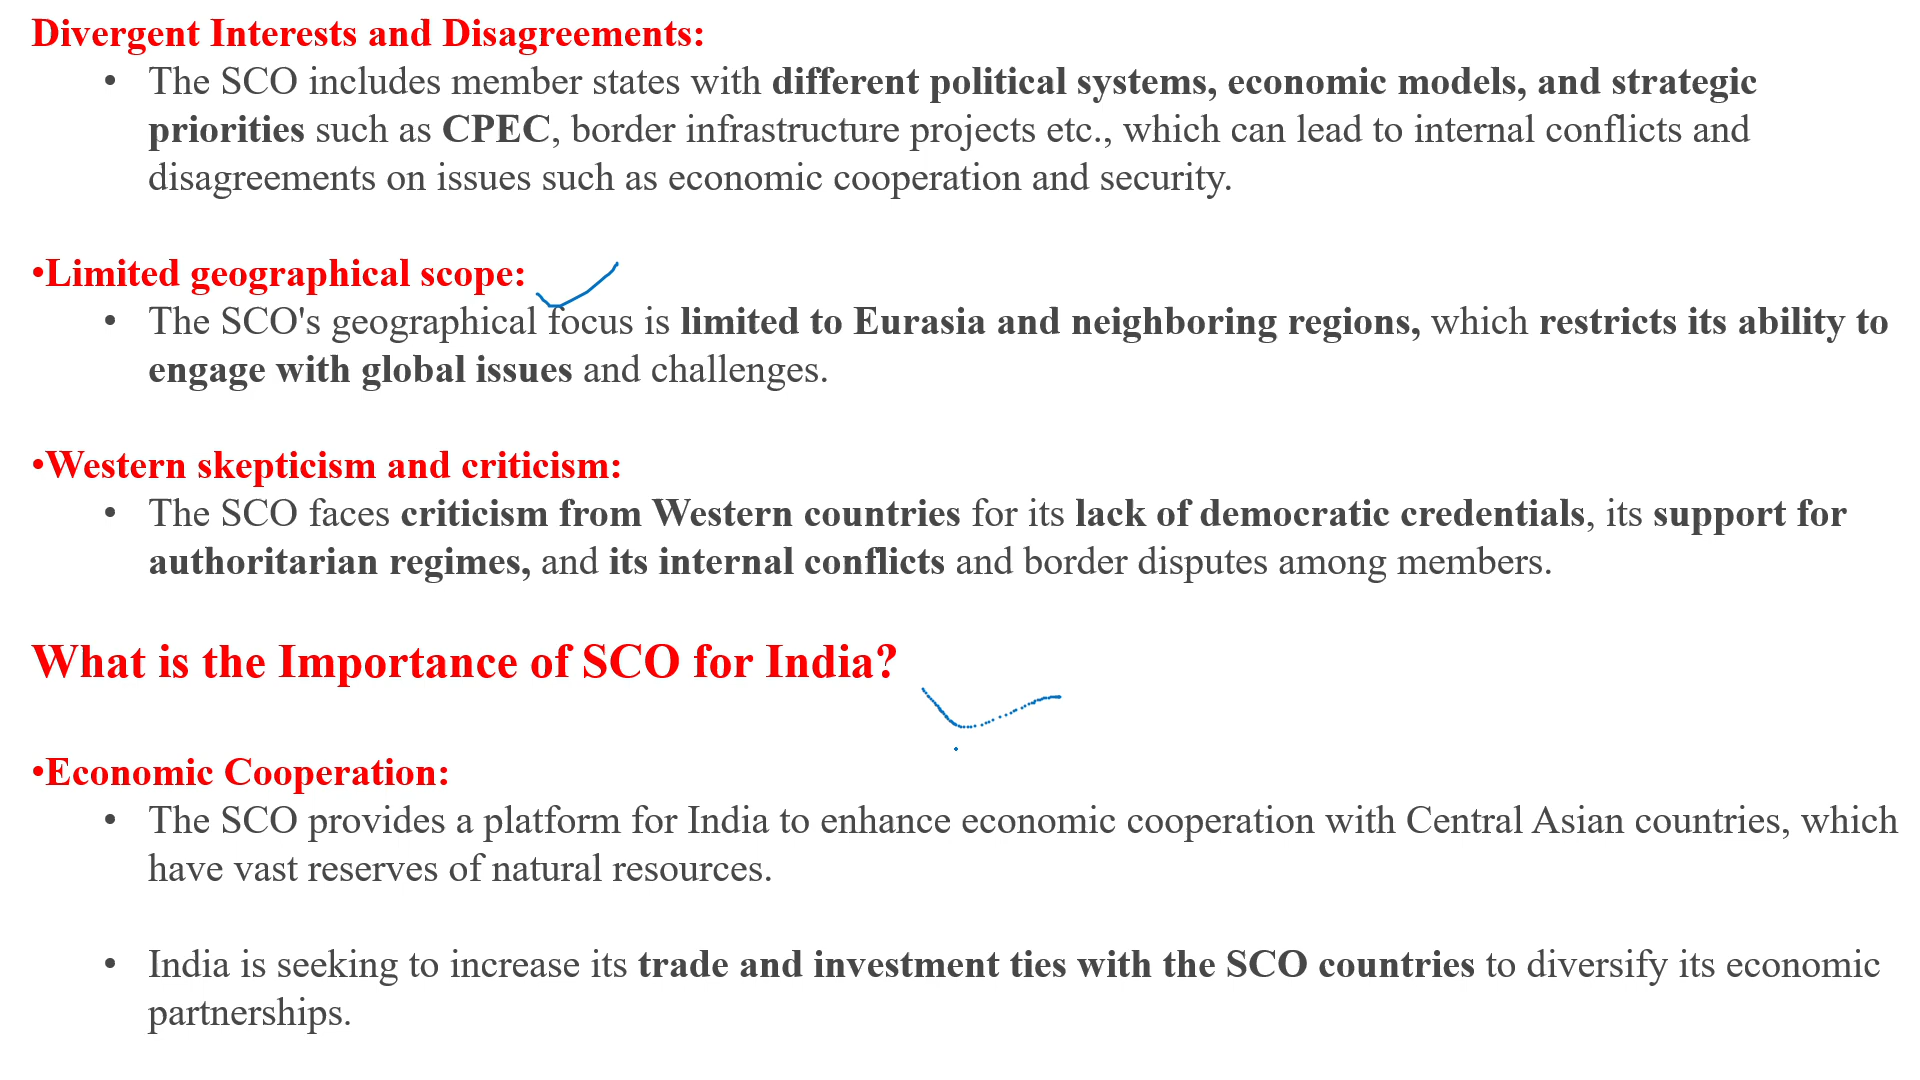 Divergent Interests and Disagreements:
• The SCO includes member states with different political systems, economic models, and strategic
priorities such as CPEC, border infrastructure projects etc., which can lead to internal conflicts and
disagreements on issues such as economic cooperation and security.
•Limited geographical scope:
• The SCO's geographical focus is limited to Eurasia and neighboring regions, which restricts its ability to
engage with global issues and challenges.
•Western skepticism and criticism:
• The SCO faces criticism from Western countries for its lack of democratic credentials, its support for
authoritarian regimes, and its internal conflicts and border disputes among members.
What is the Importance of SCO for India?
•Economic Cooperation:
• The SCO provides a platform for India to enhance economic cooperation with Central Asian countries, which
have vast reserves of natural resources.
• India is seeking to increase its trade and investment ties with the SCO countries to diversify its economic
partnerships.